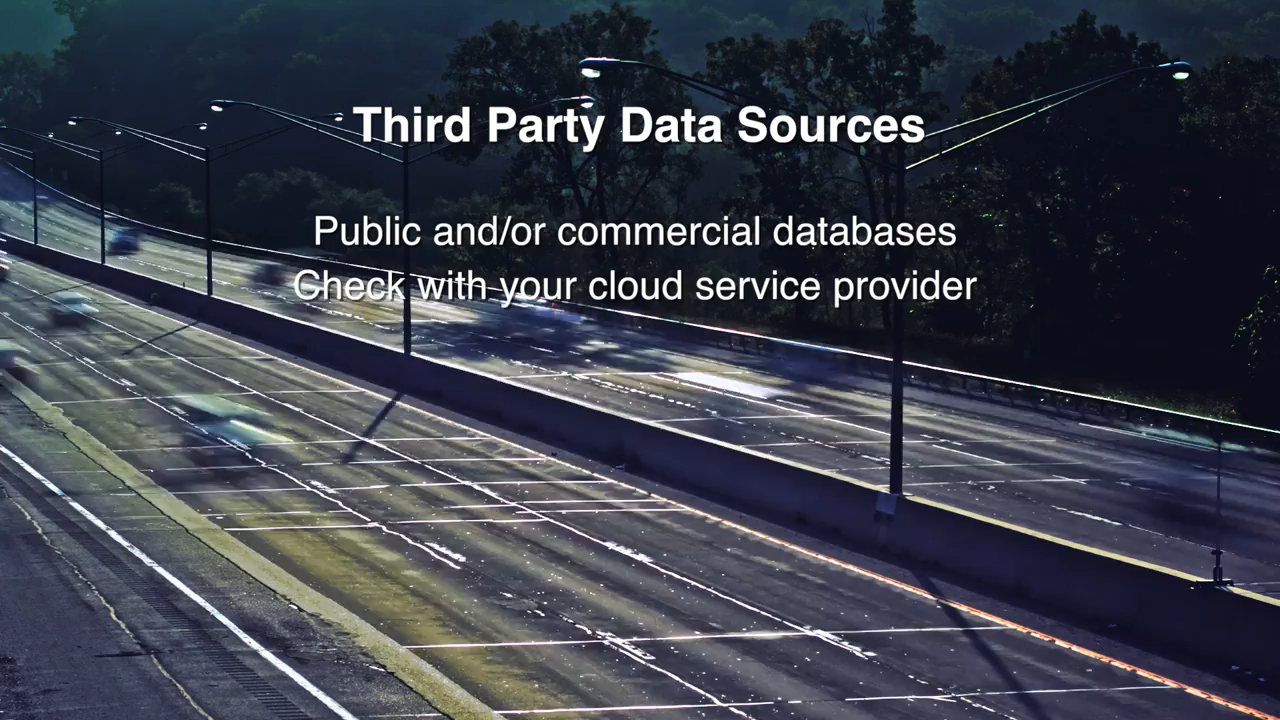 Third Party Data Sources
Public and/or commercial databases
Check with your cloud service provider